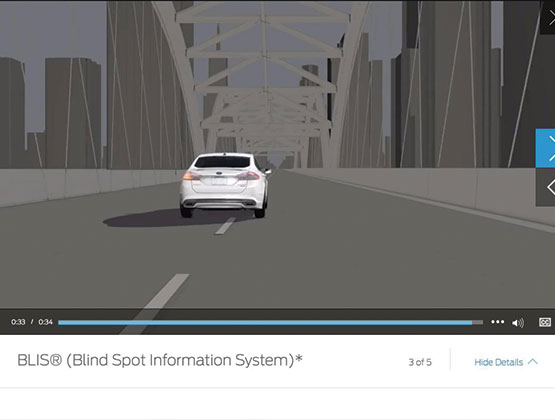 0:33 / 0:34
BLIS® (Blind Spot Information System)*
3 of 5
Hide Details